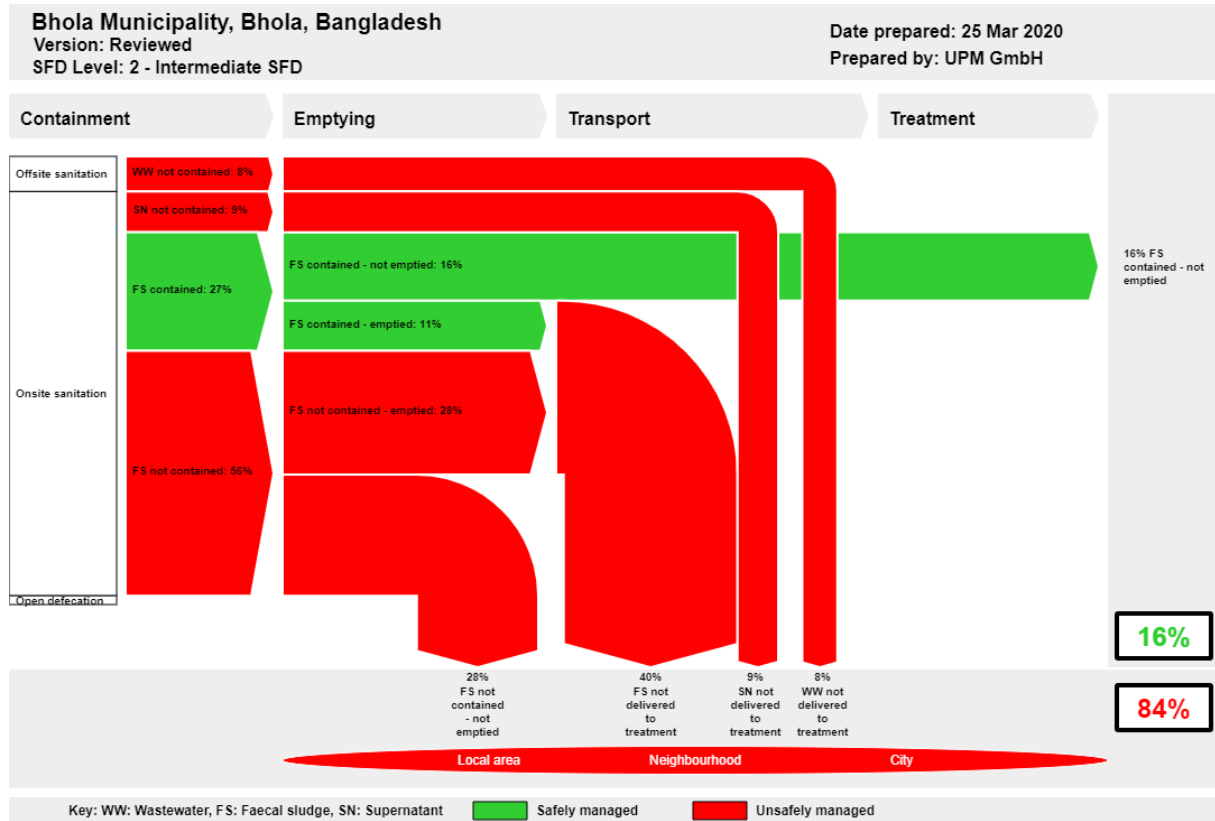 Bhola Municipality, Bhola, Bangladesh
Version: Reviewed
SFD Level: 2 - Intermediate SFD
Date prepared: 25 Mar 2020
Prepared by: UPM GmbH
Containment
Emptying
Transport
Treatment
Offsite sanitation
WW not contained: 8%
SN not contained: 9%
FS contained: 27%
FS contained - not emptied: 16%
16% FS
contained - not
emptied
FS contained - emptied: 11%
Onsite sanitation
FS not contained - emptied: 28%
FS not contained: 56%
Open defecation
16%
28%
FS not
contained
- not
emptied
40%
FS not
delivered
to
treatment
9%
SN not
delivered
to
treatment
8%
WW not
delivered
to
treatment
84%
Local area
Neighbourhood
City
Key: WW: Wastewater, FS: Faecal sludge, SN: Supernatant
Safely managed
Unsafely managed